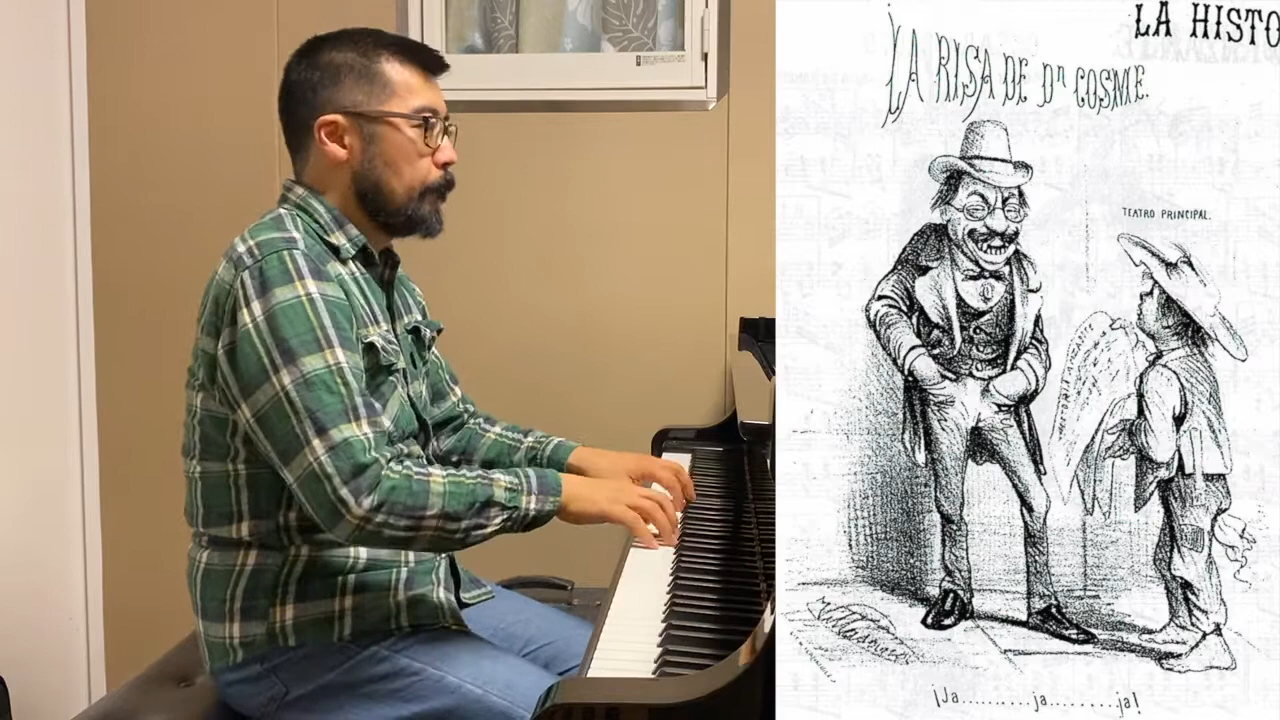 LA HISTO
LA RISA DE Dn COSME.
TEATRO PRINCIPAL.
¡Ja.........ja........ja!